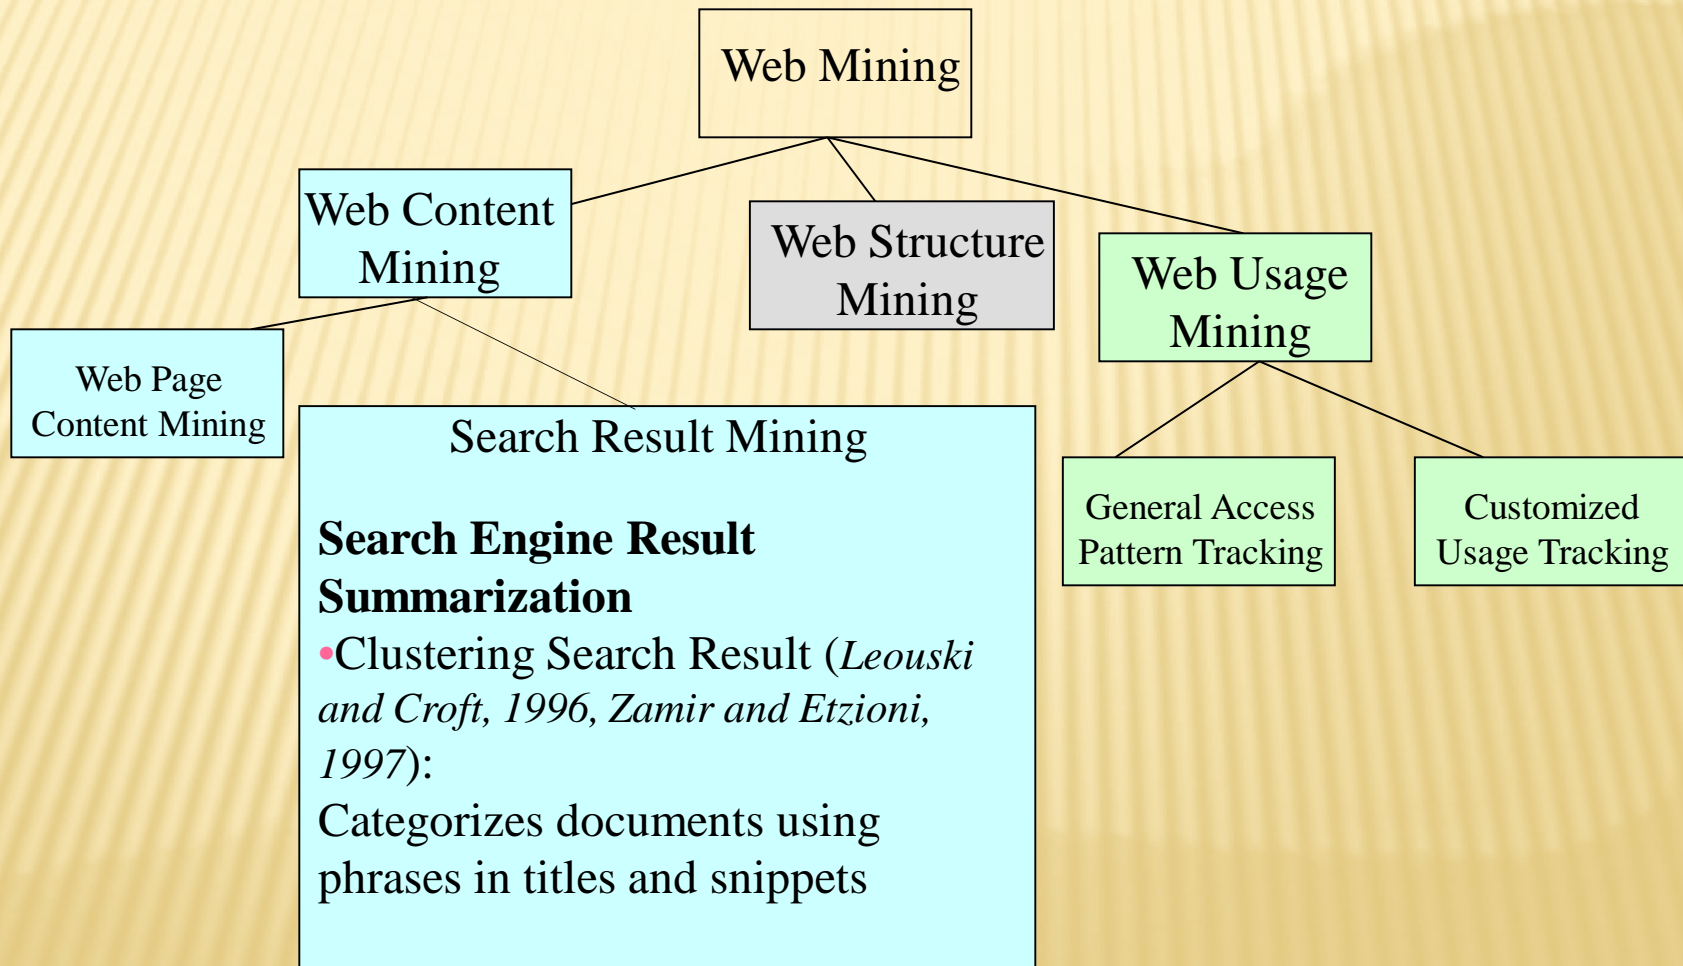 Web Mining
Web Content
Mining
Web Structure
Mining
Web Usage
Mining
Web Page
Content Mining
Search Result Mining
Search Engine Result
Summarization
•Clustering Search Result (Leouski
and Croft, 1996, Zamir and Etzioni,
1997):
Categorizes documents using
phrases in titles and snippets
General Access
Pattern Tracking
Customized
Usage Tracking